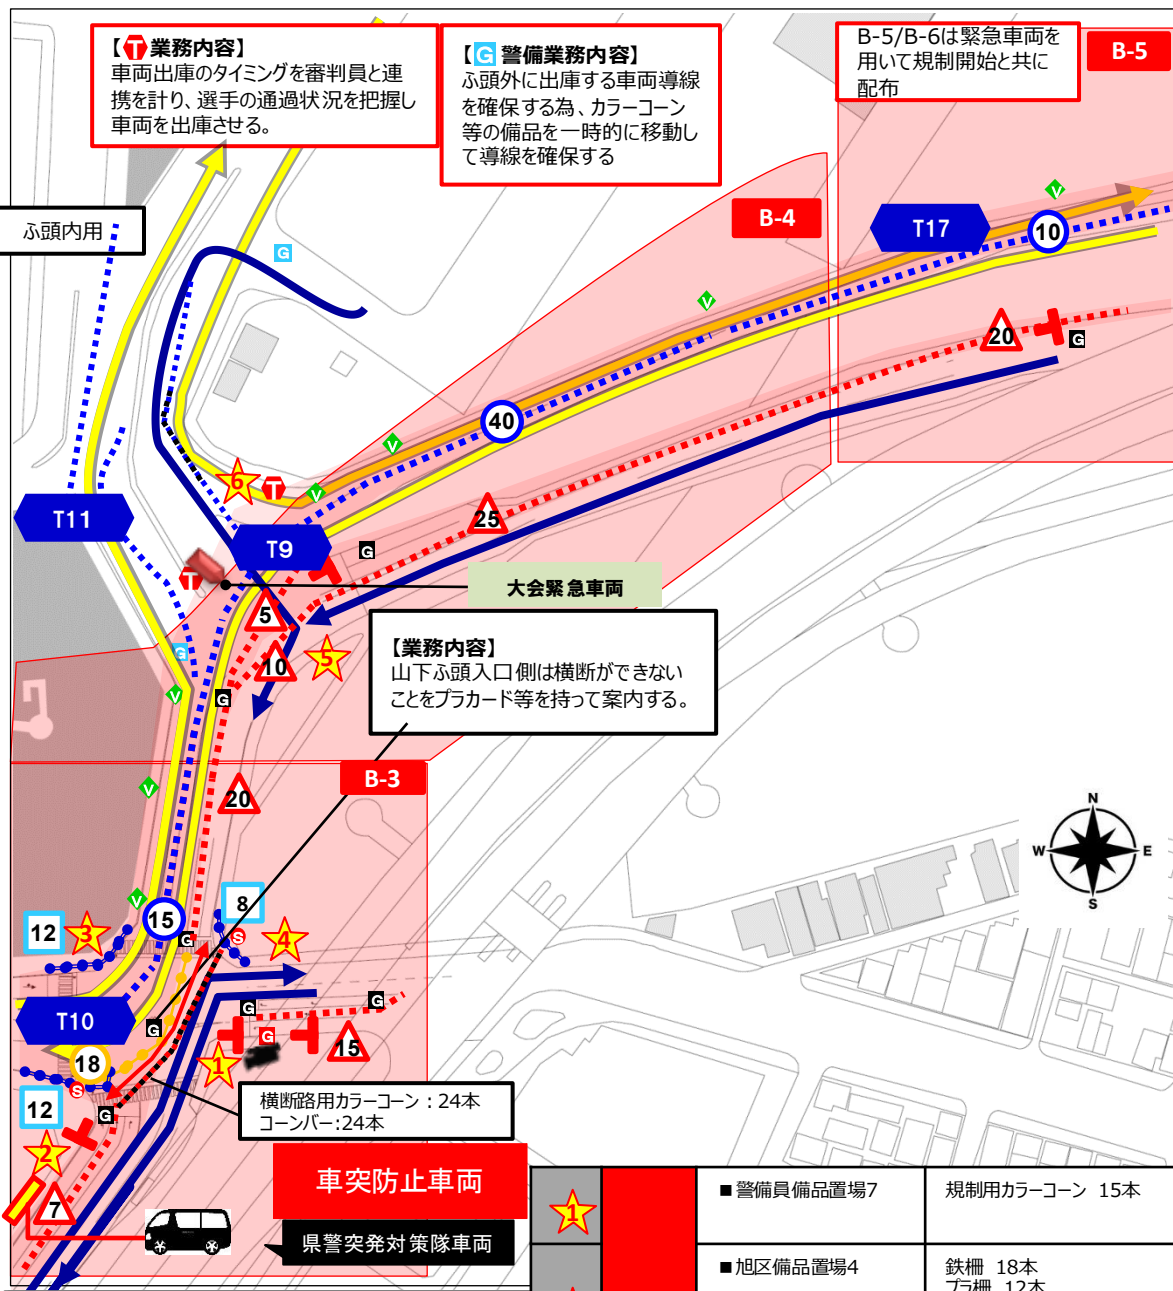 【T業務内容】
車両出庫のタイミングを審判員と連
携を計り、選手の通過状況を把握し
車両を出庫させる。
【G 警備業務内容】
ふ頭外に出庫する車両導線
を確保する為、カラーコーン
等の備品を一時的に移動し
て導線を確保する
B-5/B-6は緊急車両を
用いて規制開始と共に
配布
B-5
B-4
ふ頭内用
G
V
T17
10
V
20
G
40
V
V
6
T
T11
25
T9
G
T
大会緊急車両
5
【業務内容】
山下ふ頭入口側は横断ができない
ことをプラカード等を持って案内する。
10
5
G
G
V
B-3
V
20
N
W
E
S
V
15
8
12
3
G
S
4
T10
G
G
G
G
18
1
15
S
12
G
横断路用カラーコーン：24本
コーンバー:24本
2
7
車突防止車両
県警突発対策隊車両
1
■警備員備品置場7
規制用カラーコーン 15本
■旭区備品置場4
鉄柵 18本
プラ柵 12本